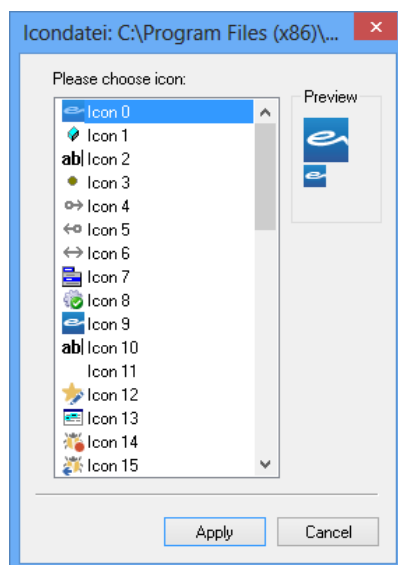 Icondatei: C:\Program Files (x86)\...
Please choose icon:
Preview
Icon 0
Icon 1
ab| Icon 2
Icon 3
Icon 4
Icon 5
Icon 6
Icon 7
Icon 8
Icon 9
ab| Icon 10
Icon 11
Icon 12
Icon 13
Icon 14
Icon 15
Apply Cancel